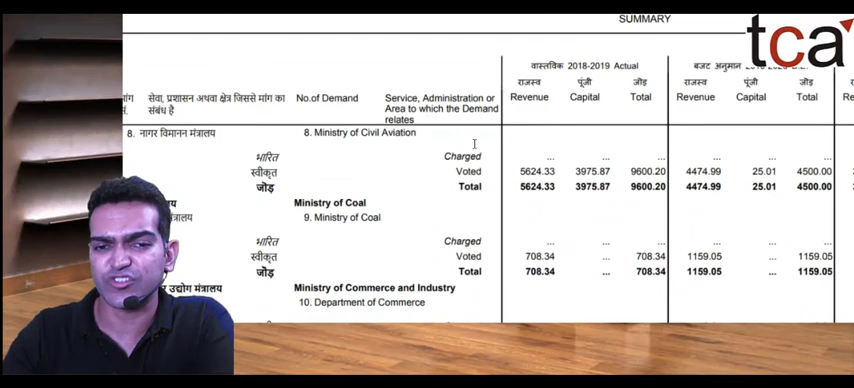 SUMMARY
tca
वास्तविक 2018-2019 Actual बजट अनुमान
राजस्व पूंजी जोड़ राजस्व पूंजी जोड़
सेवा, प्रशासन अथवा क्षेत्र जिससे मांग का No.of Demand Service, Administration or Revenue Capital Total Revenue Capital Total
संबंध है Area to which the Demand
relates
8. नागर विमानन मंत्रालय 8. Ministry of Civil Aviation
भारित Charged ... ... ... ... ... ...
स्वीकृत Voted 5624.33 3975.87 9600.20 4474.99 25.01 4500.00
जोड़ Total 5624.33 3975.87 9600.20 4474.99 25.01 4500.00
Ministry of Coal
9. Ministry of Coal
भारित Charged ... ... ... ... ... ...
स्वीकृत Voted 708.34 ... 708.34 1159.05 ... 1159.05
जोड़ Total 708.34 ... 708.34 1159.05 ... 1159.05
उद्योग मंत्रालय Ministry of Commerce and Industry
10. Department of Commerce